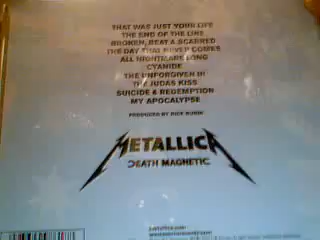 THAT WAS JUST YOUR LIFE
THE END OF THE LINE
BROKEN, BEAT & SCARRED
THE DAY THAT NEVER COMES
ALL NIGHTMARE LONG
CYANIDE
THE UNFORGIVEN III
THE JUDAS KISS
SUICIDE & REDEMPTION
MY APOCALYPSE
PRODUCED BY RICK RUBIN
METALLICA
DEATH MAGNETIC